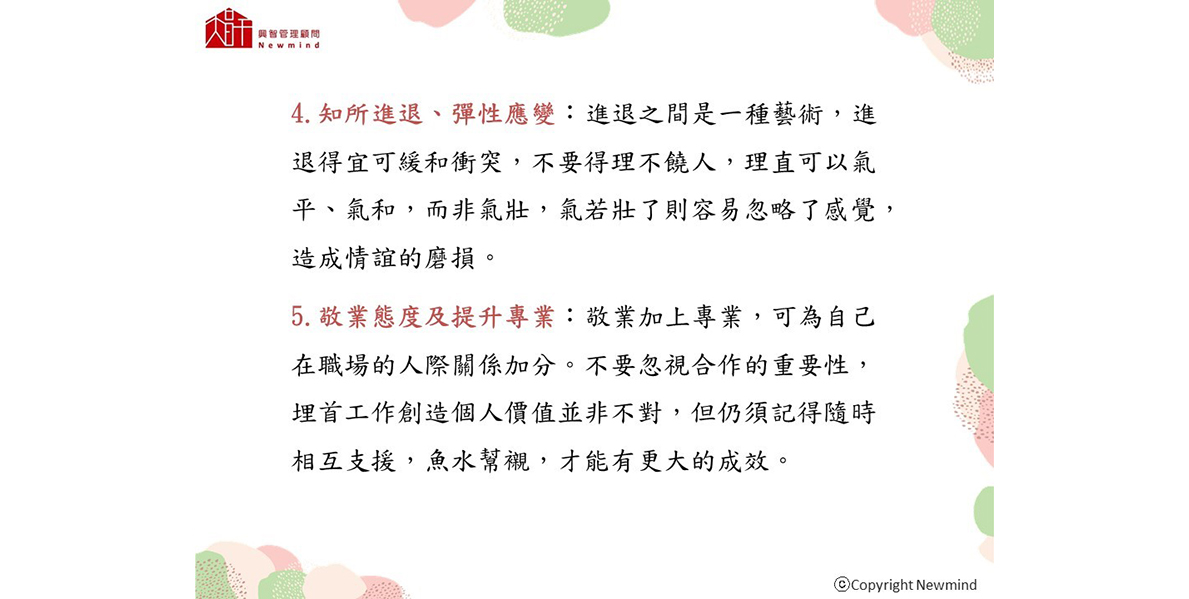 興智管理顧問
Newmind
4.知所進退、彈性應變：進退之間是一種藝術，進
退得宜可緩和衝突，不要得理不饒人，理直可以氣
平、氣和，而非氣壯，氣若壯了則容易忽略了感覺，
造成情誼的磨損。
5.敬業態度及提升專業：敬業加上專業，可為自己
在職場的人際關係加分。不要忽視合作的重要性，
埋首工作創造個人價值並非不對，但仍須記得隨時
相互支援，魚水幫襯，才能有更大的成效。
ⓒCopyright Newmind